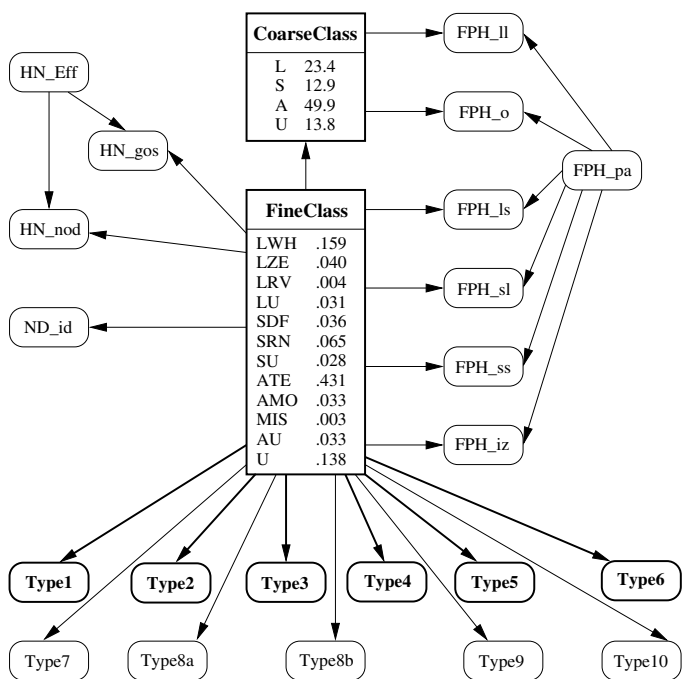 CoarseClass
L 23.4
S 12.9
A 49.9
U 13.8
FPH_ll
HN_Eff
FPH_o
HN_gos
FPH_pa
FineClass
LWH .159
LZE .040
LRV .004
LU .031
SDF .036
SRN .065
SU .028
ATE .431
AMO .033
MIS .003
AU .033
U .138
FPH_ls
HN_nod
FPH_sl
ND_id
FPH_ss
FPH_iz
Type1 Type2 Type3 Type4 Type5 Type6
Type7 Type8a Type8b Type9 Type10